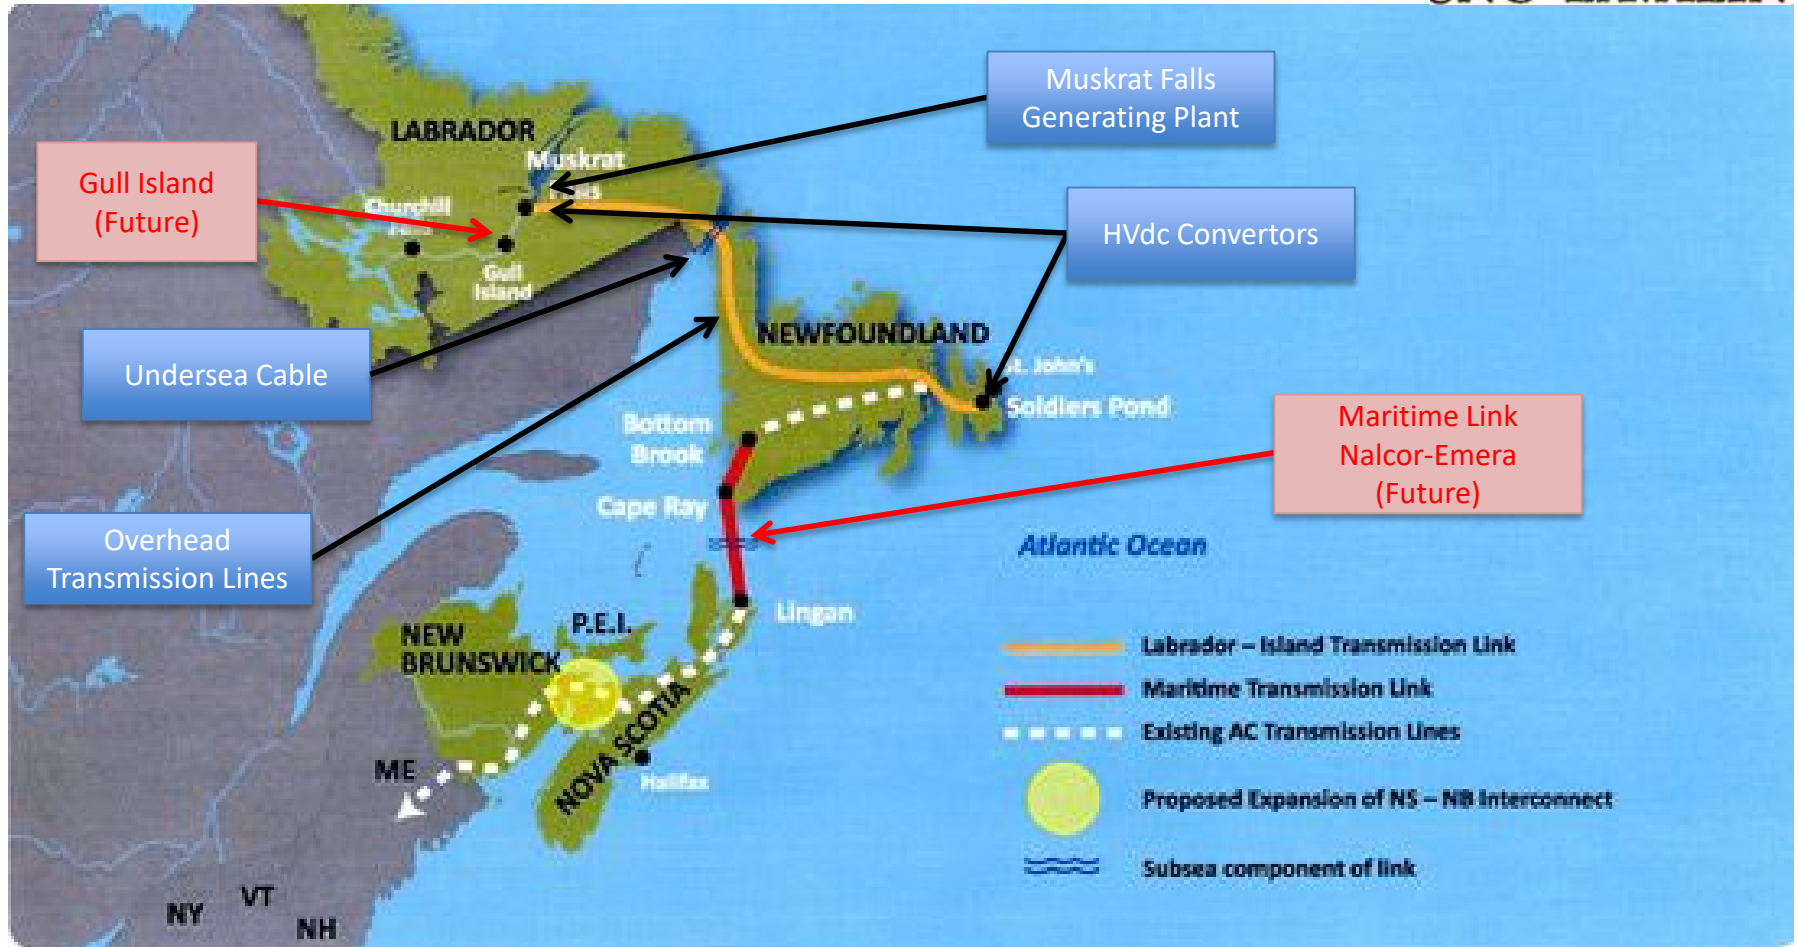 Muskrat Falls
Generating Plant
LABRADOR
Muskrat
Falls
Gull Island
(Future)
Churchill
Falls
HVdc Convertors
Gull
Island
NEWFOUNDLAND
Undersea Cable
St. John's
Soldiers Pond
Bottom
Brook
Maritime Link
Nalcor-Emera
(Future)
Cape Ray
Overhead
Transmission Lines
Atlantic Ocean
Lingan
P.E.I.
NEW
BRUNSWICK
NOVA SCOTIA
Halifax
ME
NY
VT
NH
Labrador – Island Transmission Link
Maritime Transmission Link
Existing AC Transmission Lines
Proposed Expansion of NS – NB Interconnect
Subsea component of link